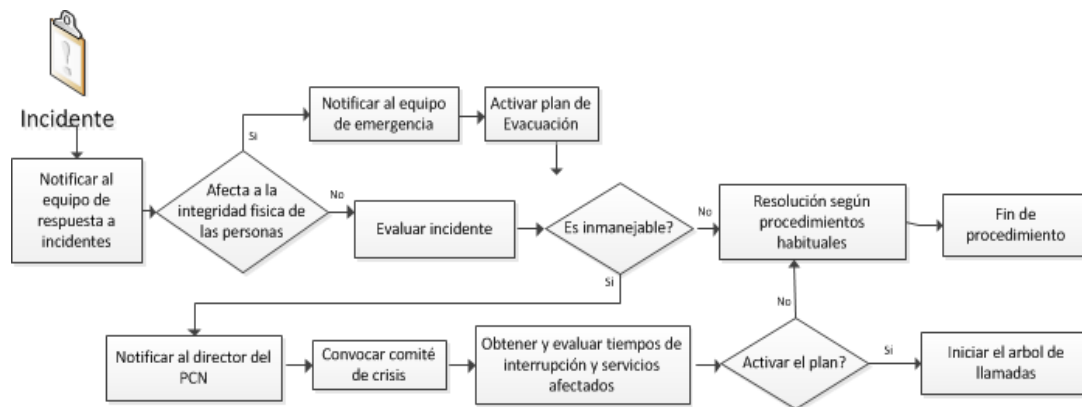 Incidente
Notificar al
equipo de
respuesta a
incidentes
Afecta a la
integridad fisica de
las personas
Si
Notificar al equipo
de emergencia
Activar plan de
Evacuación
No
Evaluar incidente
Es inmanejable?
No
Resolución según
procedimientos
habituales
Fin de
procedimiento
Si
Notificar al director del
PCN
Convocar comité
de crisis
Obtener y evaluar tiempos de
interrupción y servicios
afectados
Activar el plan?
No
Si
Iniciar el arbol de
llamadas